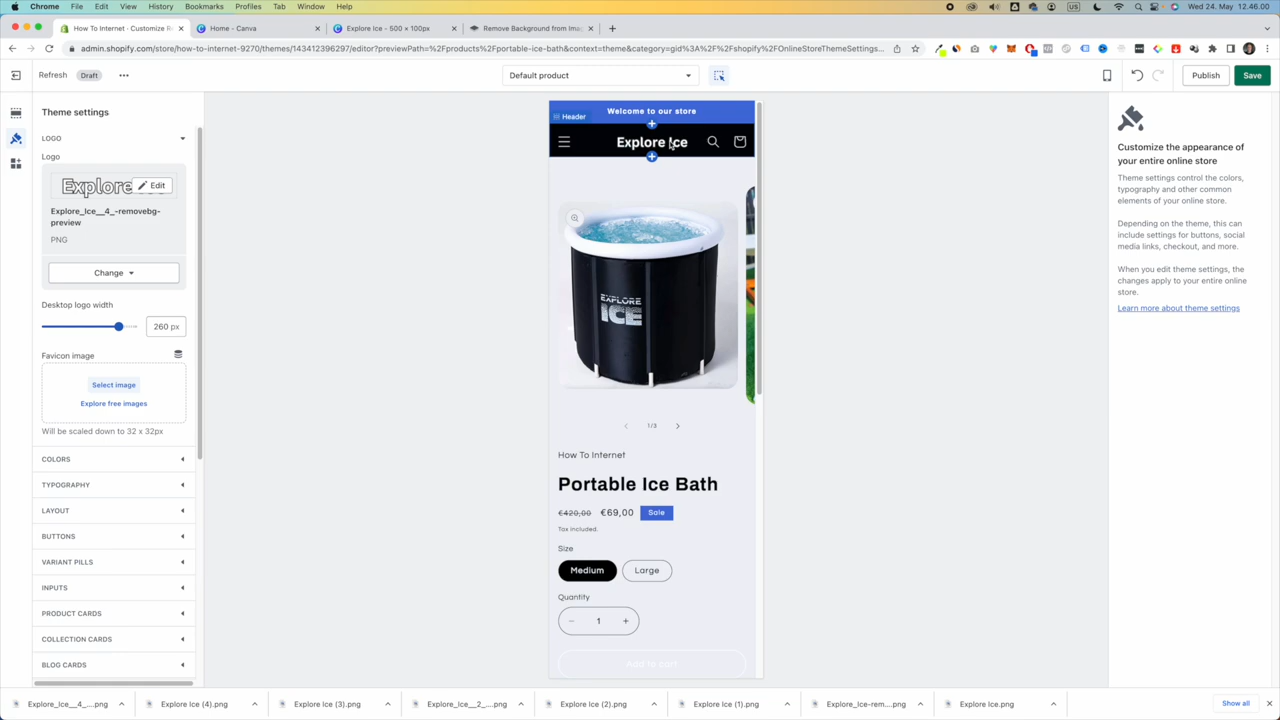 Chrome File Edit View History Bookmarks Profiles Tab Window Help
US
Wed 24. May 12.46.00
How To Internet · Customize R
Home - Canva
Explore Ice - 500 × 100px
Remove Background from Imag
admin.shopify.com/store/how-to-internet-9270/themes/143412396297/editor?previewPath=%2Fproducts%2Fportable-ice-bath&context=theme&category=gid%3A%2F%2Fshopify%2FOnlineStoreThemeSettings...
Refresh Draft
Default product
Publish Save
Theme settings
LOGO
Logo
Explore
Edit
Explore_Ice__4_-removebg-
preview
PNG
Change
Desktop logo width
260 px
Favicon image
Select image
Explore free images
Will be scaled down to 32 x 32px
COLORS
TYPOGRAPHY
LAYOUT
BUTTONS
VARIANT PILLS
INPUTS
PRODUCT CARDS
COLLECTION CARDS
BLOG CARDS
Welcome to our store
Header
Explore Ice
EXPLORE
ICE
1/3
How To Internet
Portable Ice Bath
€420,00 €69,00 Sale
Tax included.
Size
Medium Large
Quantity
1
Add to cart
Customize the appearance of
your entire online store
Theme settings control the colors,
typography and other common
elements of your online store.
Depending on the theme, this can
include settings for buttons, social
media links, checkout, and more.
When you edit theme settings, the
changes apply to your entire online
store.
Learn more about theme settings
Explore_Ice__4_....png
Explore Ice (4).png
Explore Ice (3).png
Explore_Ice__2_....png
Explore Ice (2).png
Explore Ice (1).png
Explore_Ice-rem....png
Explore Ice.png
Show all